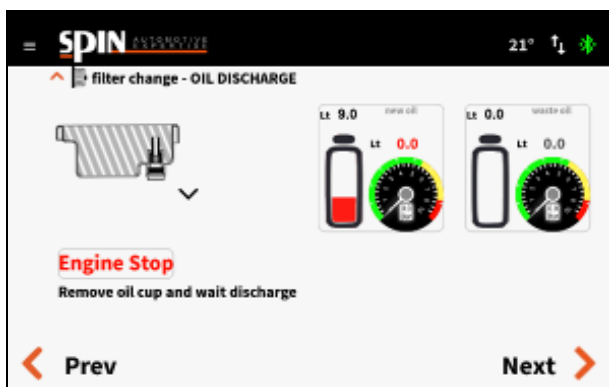 SPIN AUTOMOTIVE EXPERTISE
21°
filter change - OIL DISCHARGE
Lt 9.0 new oil
Lt 0.0
Lt 0.0 waste oil
Lt 0.0
Engine Stop
Remove oil cup and wait discharge
Prev Next